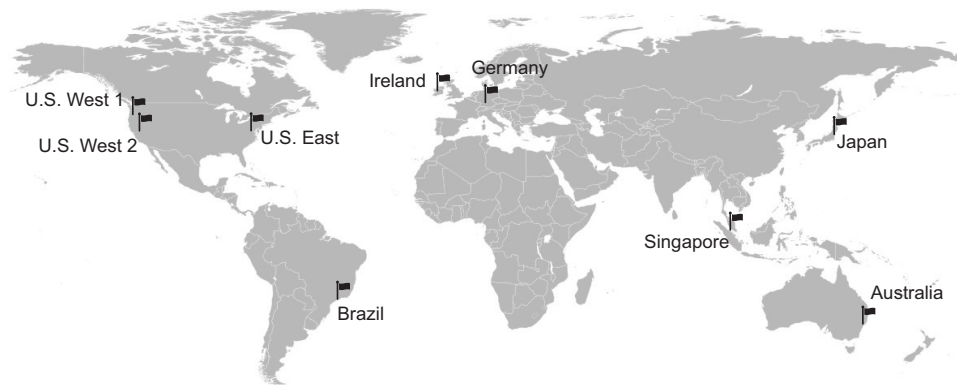 Germany
Ireland
U.S. West 1
U.S. East
U.S. West 2
Japan
Singapore
Australia
Brazil